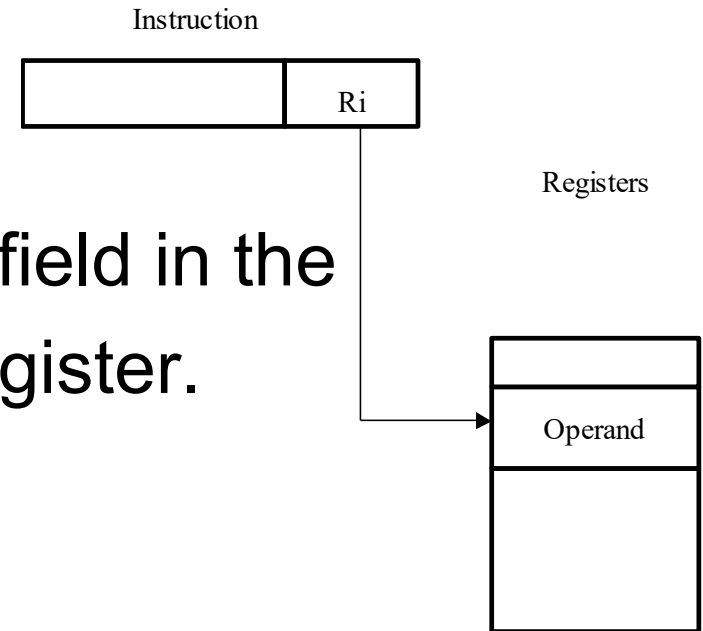 Instruction
Ri
Registers
field in the
gister.
Operand